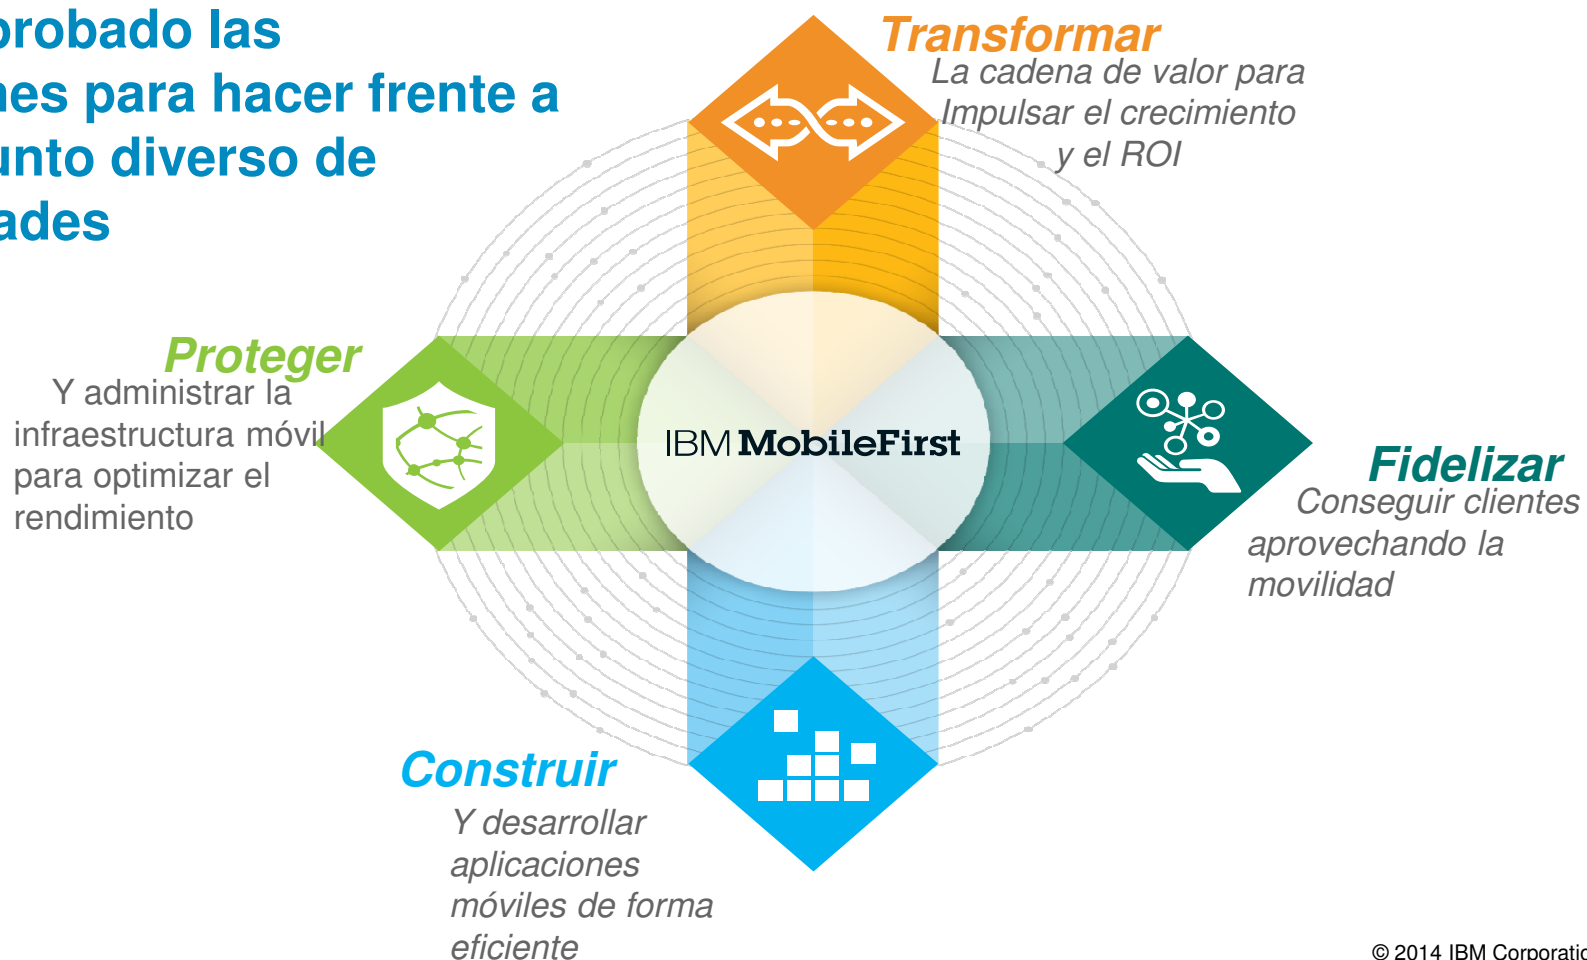 probado las
nes para hacer frente a
unto diverso de
ades
Transformar
La cadena de valor para
Impulsar el crecimiento
y el ROI
Proteger
Y administrar la
infraestructura móvil
para optimizar el
rendimiento
IBM MobileFirst
Fidelizar
Conseguir clientes
aprovechando la
movilidad
Construir
Y desarrollar
aplicaciones
móviles de forma
eficiente
© 2014 IBM Corporatio